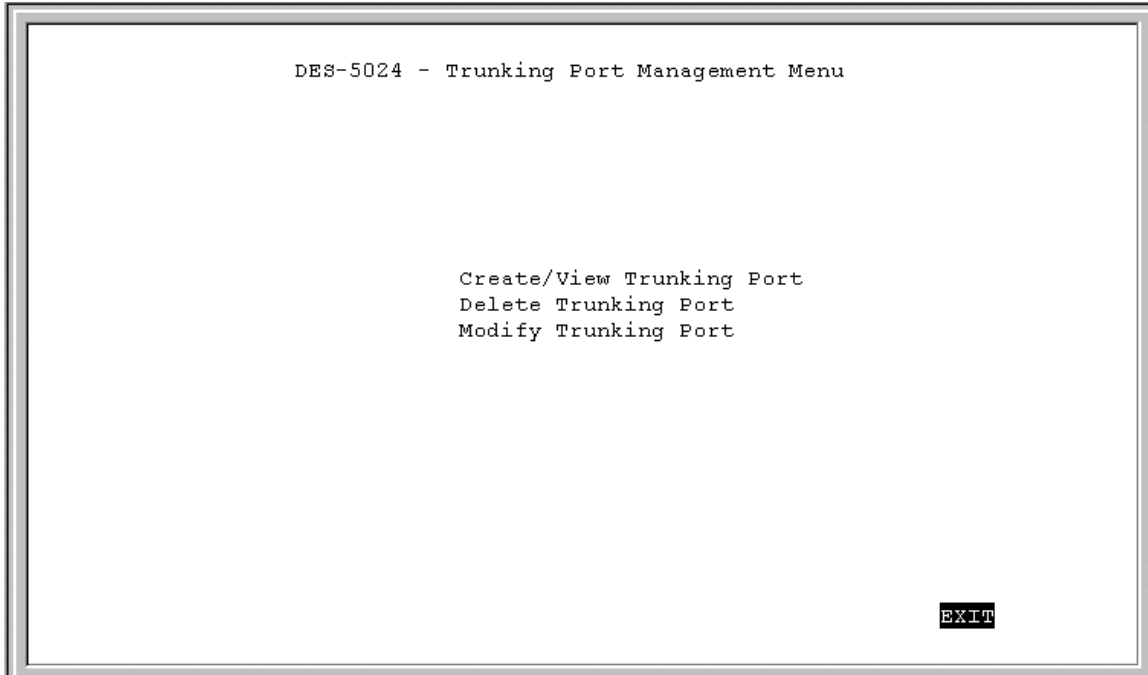 DES-5024 - Trunking Port Management Menu
Create/View Trunking Port
Delete Trunking Port
Modify Trunking Port
EXIT